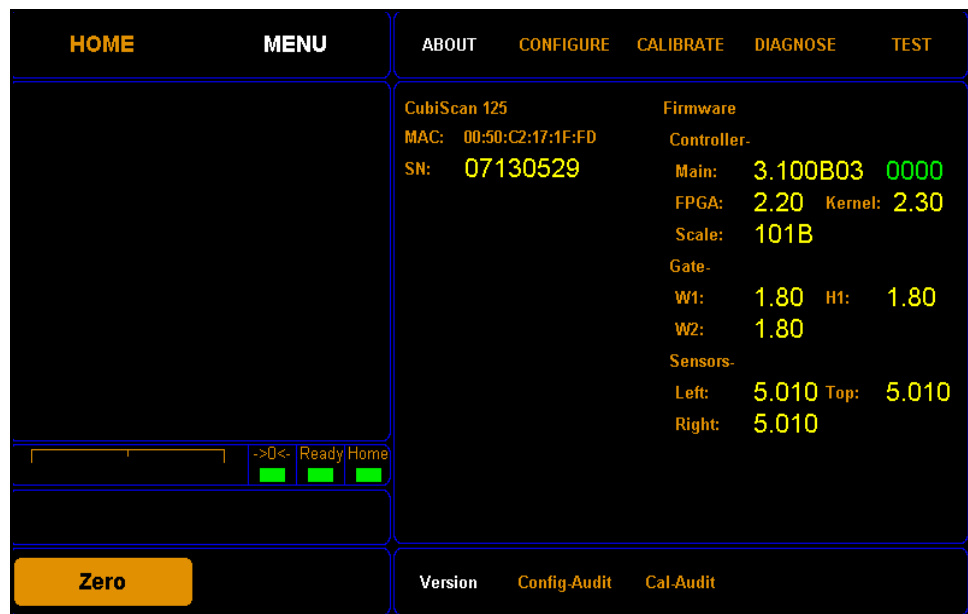 HOME MENU ABOUT CONFIGURE CALIBRATE DIAGNOSE TEST
CubiScan 125
MAC: 00:50:C2:17:1F:FD
SN: 07130529
Firmware
Controller-
Main: 3.100B03 0000
FPGA: 2.20 Kernel: 2.30
Scale: 101B
Gate-
W1: 1.80 H1: 1.80
W2: 1.80
Sensors-
Left: 5.010 Top: 5.010
Right: 5.010
->0<- Ready Home
Zero
Version Config-Audit Cal-Audit